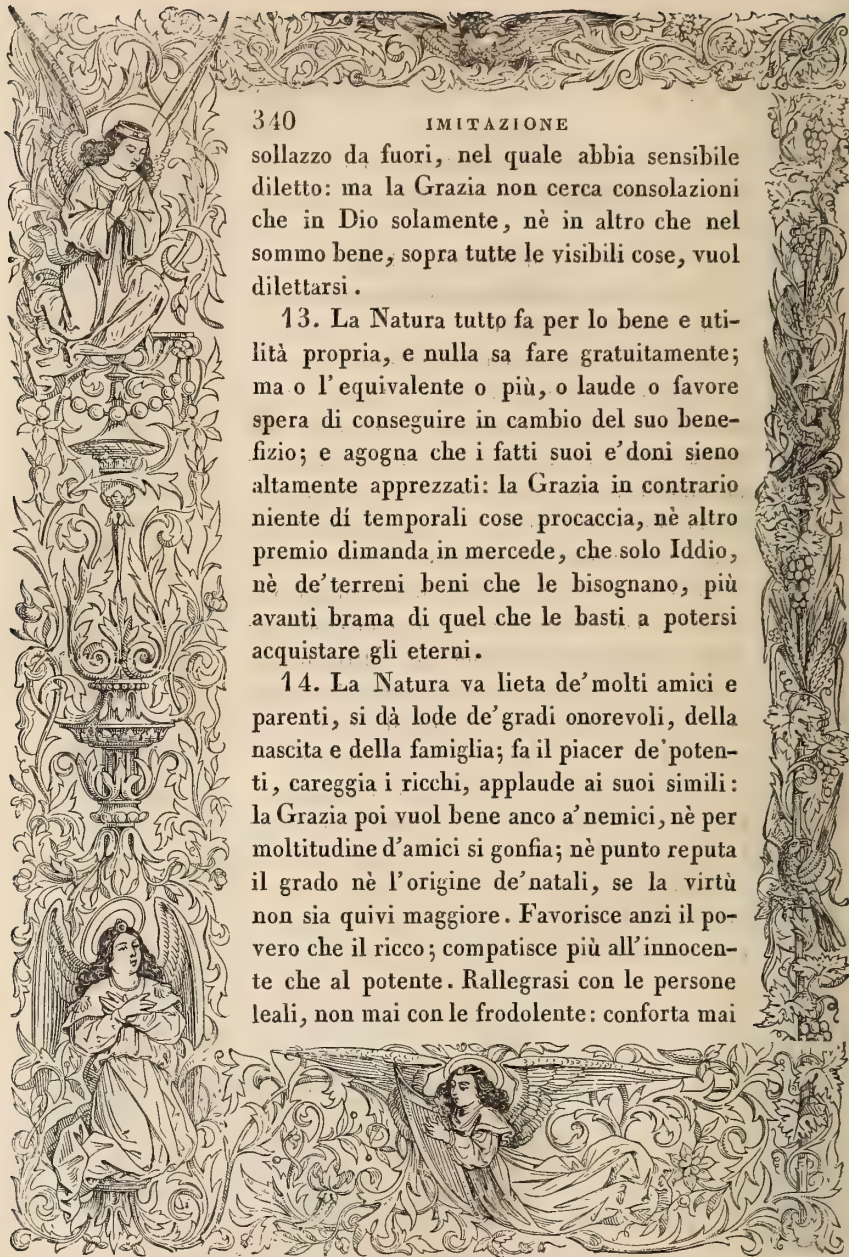 340 IMITAZIONE
sollazzo da fuori, nel quale abbia sensibile
diletto: ma la Grazia non cerca consolazioni
che in Dio solamente, nè in altro che nel
sommo bene, sopra tutte le visibili cose, vuol
dilettarsi.
13. La Natura tutto fa per lo bene e uti-
lità propria, e nulla sa fare gratuitamente;
ma o l'equivalente o più, o laude o favore
spera di conseguire in cambio del suo bene-
fizio; e agogna che i fatti suoi e' doni sieno
altamente apprezzati: la Grazia in contrario
niente dí temporali cose procaccia, nè altro
premio dimanda in mercede, che solo Iddio,
nè de' terreni beni che le bisognano, più
avanti brama di quel che le basti a potersi
acquistare gli eterni.
14. La Natura va lieta de' molti amici e
parenti, si dà lode de' gradi onorevoli, della
nascita e della famiglia; fa il piacer de' poten-
ti, careggia i ricchi, applaude ai suoi simili:
la Grazia poi vuol bene anco a' nemici, nè per
moltitudine d'amici si gonfia; nè punto reputa
il grado nè l'origine de' natali, se la virtù
non sia quivi maggiore. Favorisce anzi il po-
vero che il ricco; compatisce più all'innocen-
te che al potente. Rallegrasi con le persone
leali, non mai con le frodolente: conforta mai